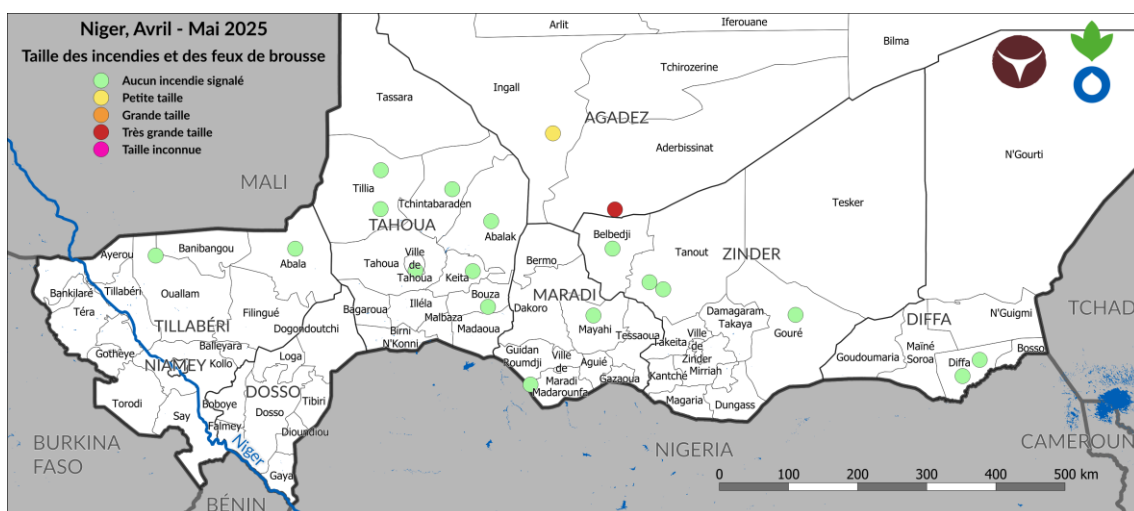 Niger, Avril - Mai 2025
Taille des incendies et des feux de brousse
Aucun incendie signalé
Petite taille
Grande taille
Très grande taille
Taille inconnue
Arlit
Iferouane
Bilma
Tchirozerine
Ingall
Tassara
AGADEZ
Aderbissinat
N'Gourti
MALI
Tillia
Tchintabaraden
TAHOUA
Abalak
Tesker
Belbedji
Tanout
ZINDER
Ayerou
Banibangou
Abala
Tahoua
Ville
de
Tahoua
Keita
Bermo
Bankilaré
Tillabéri
Ouallam
Téra
Filingué
Bagaroua
Illéla
Bouza
Malbaza
Madaoua
Dakoro
MARADI
Mayahi
Tessaoua
Damagaram
Takaya
Gouré
DIFFA
N'Guigmi
TCHAD
TILLABÉRI
Dogondoutchi
Birni
N'Konni
Takeita
Ville
de
Zinder
Mirriah
Goudoumaria
Maïné
Soroa
Diffa
Bosso
Gothèye
NIAMEY
Balleyara
Kollo
Loga
Guidan
Roumdji
Ville
de
Maradi
Madarounfa
Aguié
Gazaoua
Kantché
Magaria
Dungass
Torodi
Say
Boboye
DOSSO
Dosso
Tibiri
Falmey
Dioundiou
Gaya
Niger
BURKINA
FASO
BÉNIN
NIGERIA
CAMEROUN
0 100 200 300 400 500 km